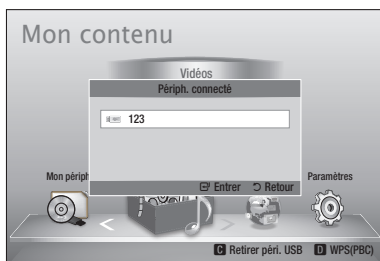 Mon contenu
Vidéos
Périph. connecté
123
Mon périph
Paramètres
Entrer Retour
C Retirer péri. USB D WPS(PBC)